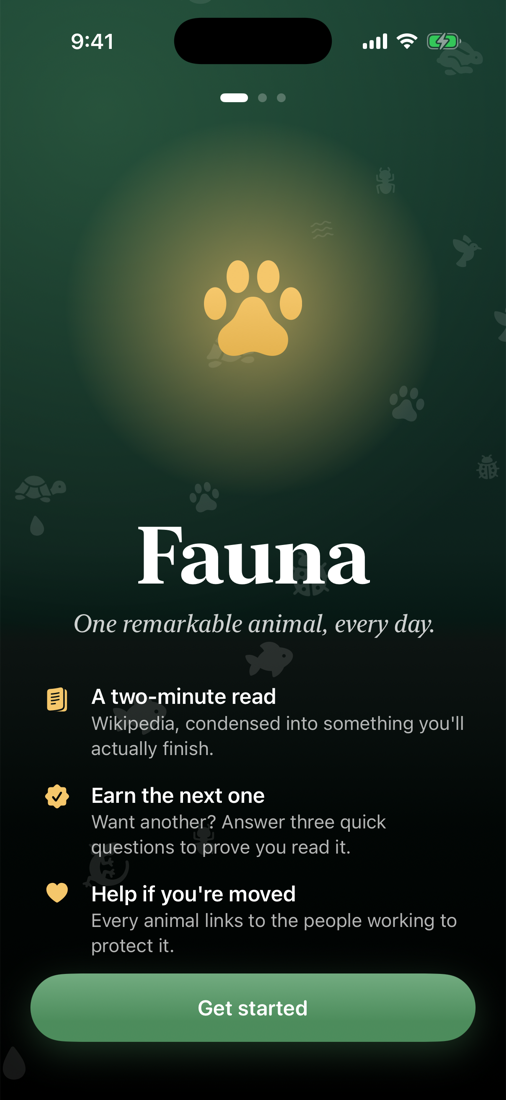 9:41
Fauna
One remarkable animal, every day.
A two-minute read
Wikipedia, condensed into something you'll
actually finish.
Earn the next one
Want another? Answer three quick
questions to prove you read it.
Help if you're moved
Every animal links to the people working to
protect it.
Get started